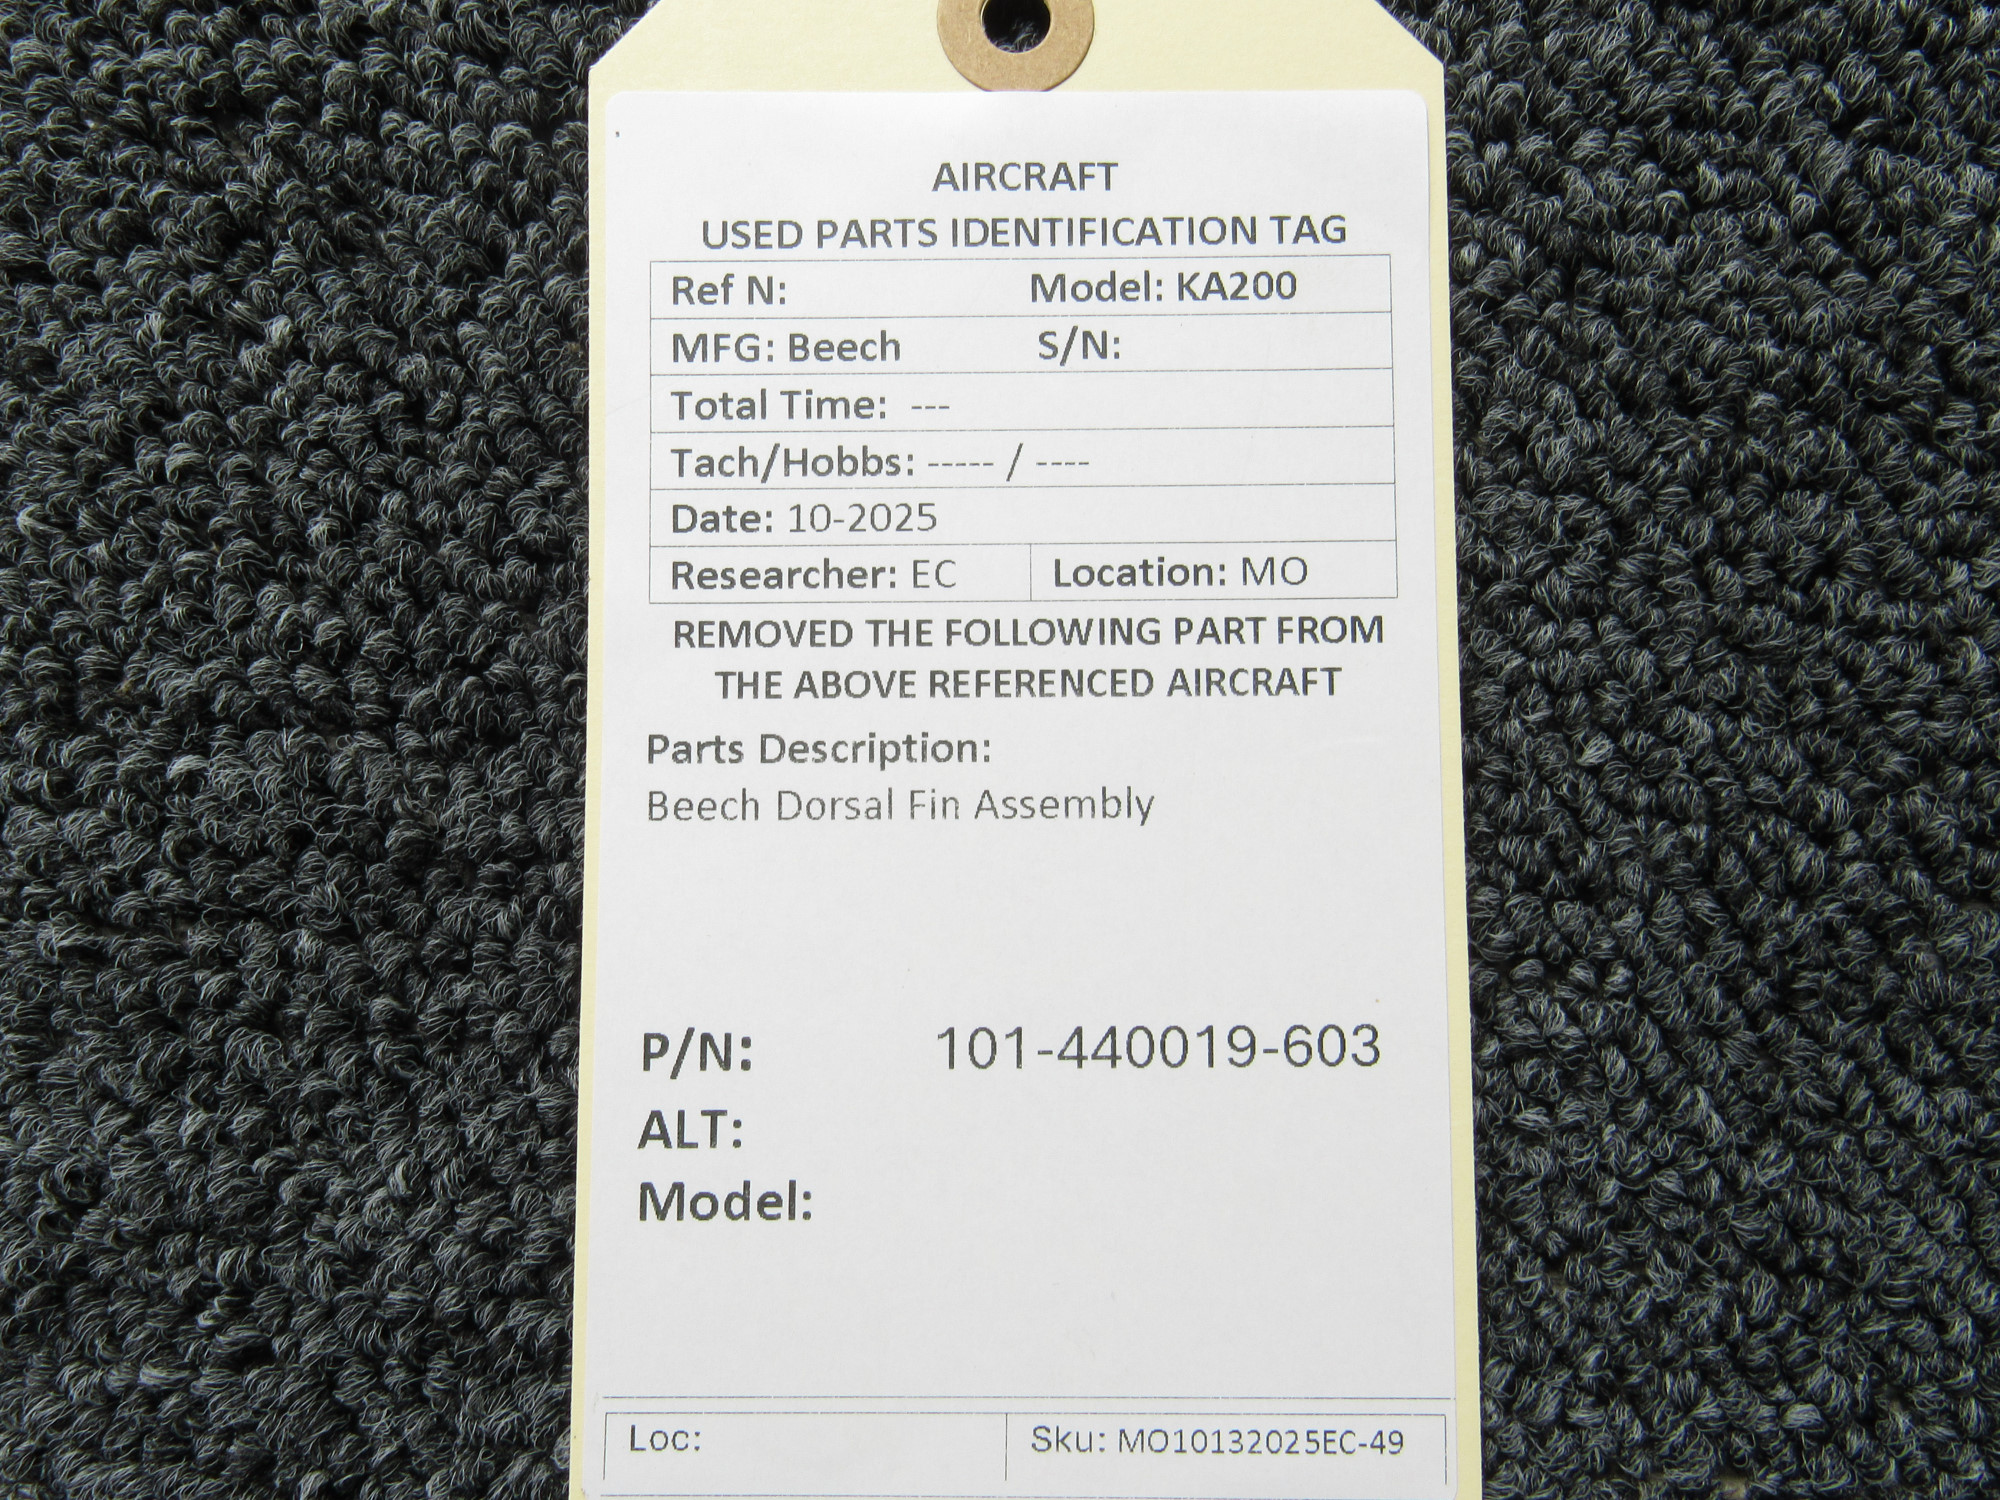 AIRCRAFT
USED PARTS IDENTIFICATION TAG
Ref N: Model: KA200
MFG: Beech S/N:
Total Time: ---
Tach/Hobbs: ----- / ----
Date: 10-2025
Researcher: EC Location: MO
REMOVED THE FOLLOWING PART FROM
THE ABOVE REFERENCED AIRCRAFT
Parts Description:
Beech Dorsal Fin Assembly
P/N: 101-440019-603
ALT:
Model:
Loc: Sku: MO10132025EC-49